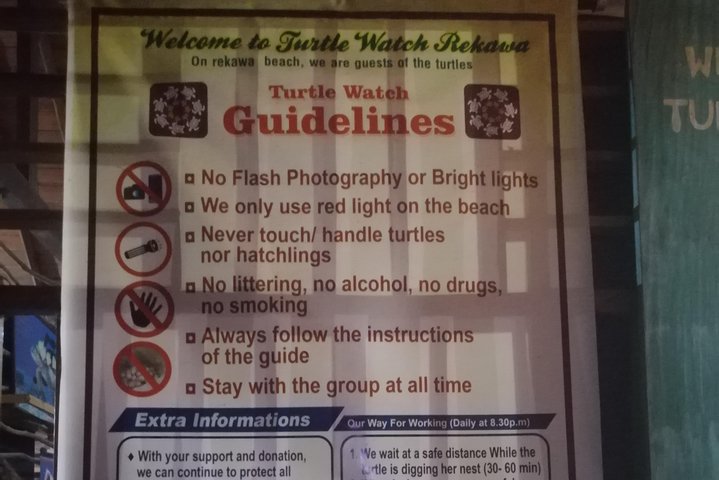 Welcome to Turtle Watch Rekawa
On rekawa beach, we are guests of the turtles
Turtle Watch
Guidelines
No Flash Photography or Bright lights
We only use red light on the beach
Never touch/ handle turtles
nor hatchlings
No littering, no alcohol, no drugs,
no smoking
Always follow the instructions
of the guide
Stay with the group at all time
Extra Informations
With your support and donation,
we can continue to protect all
Our Way For Working (Daily at 8.30p.m)
1. We wait at a safe distance While the
turtle is digging her nest (30- 60 min)